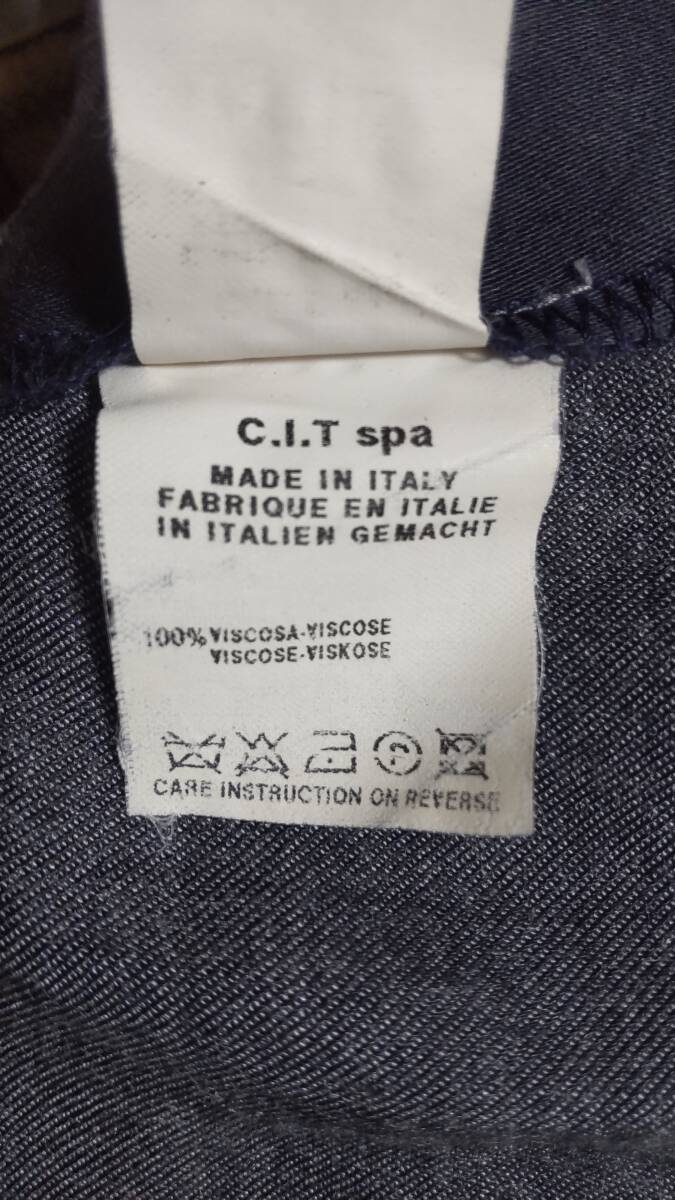 C.I.T spa
MADE IN ITALY
FABRIQUE EN ITALIE
IN ITALIEN GEMACHT
100% VISCOSA-VISCOSE
VISCOSE-VISKOSE
CARE INSTRUCTION ON REVERSE